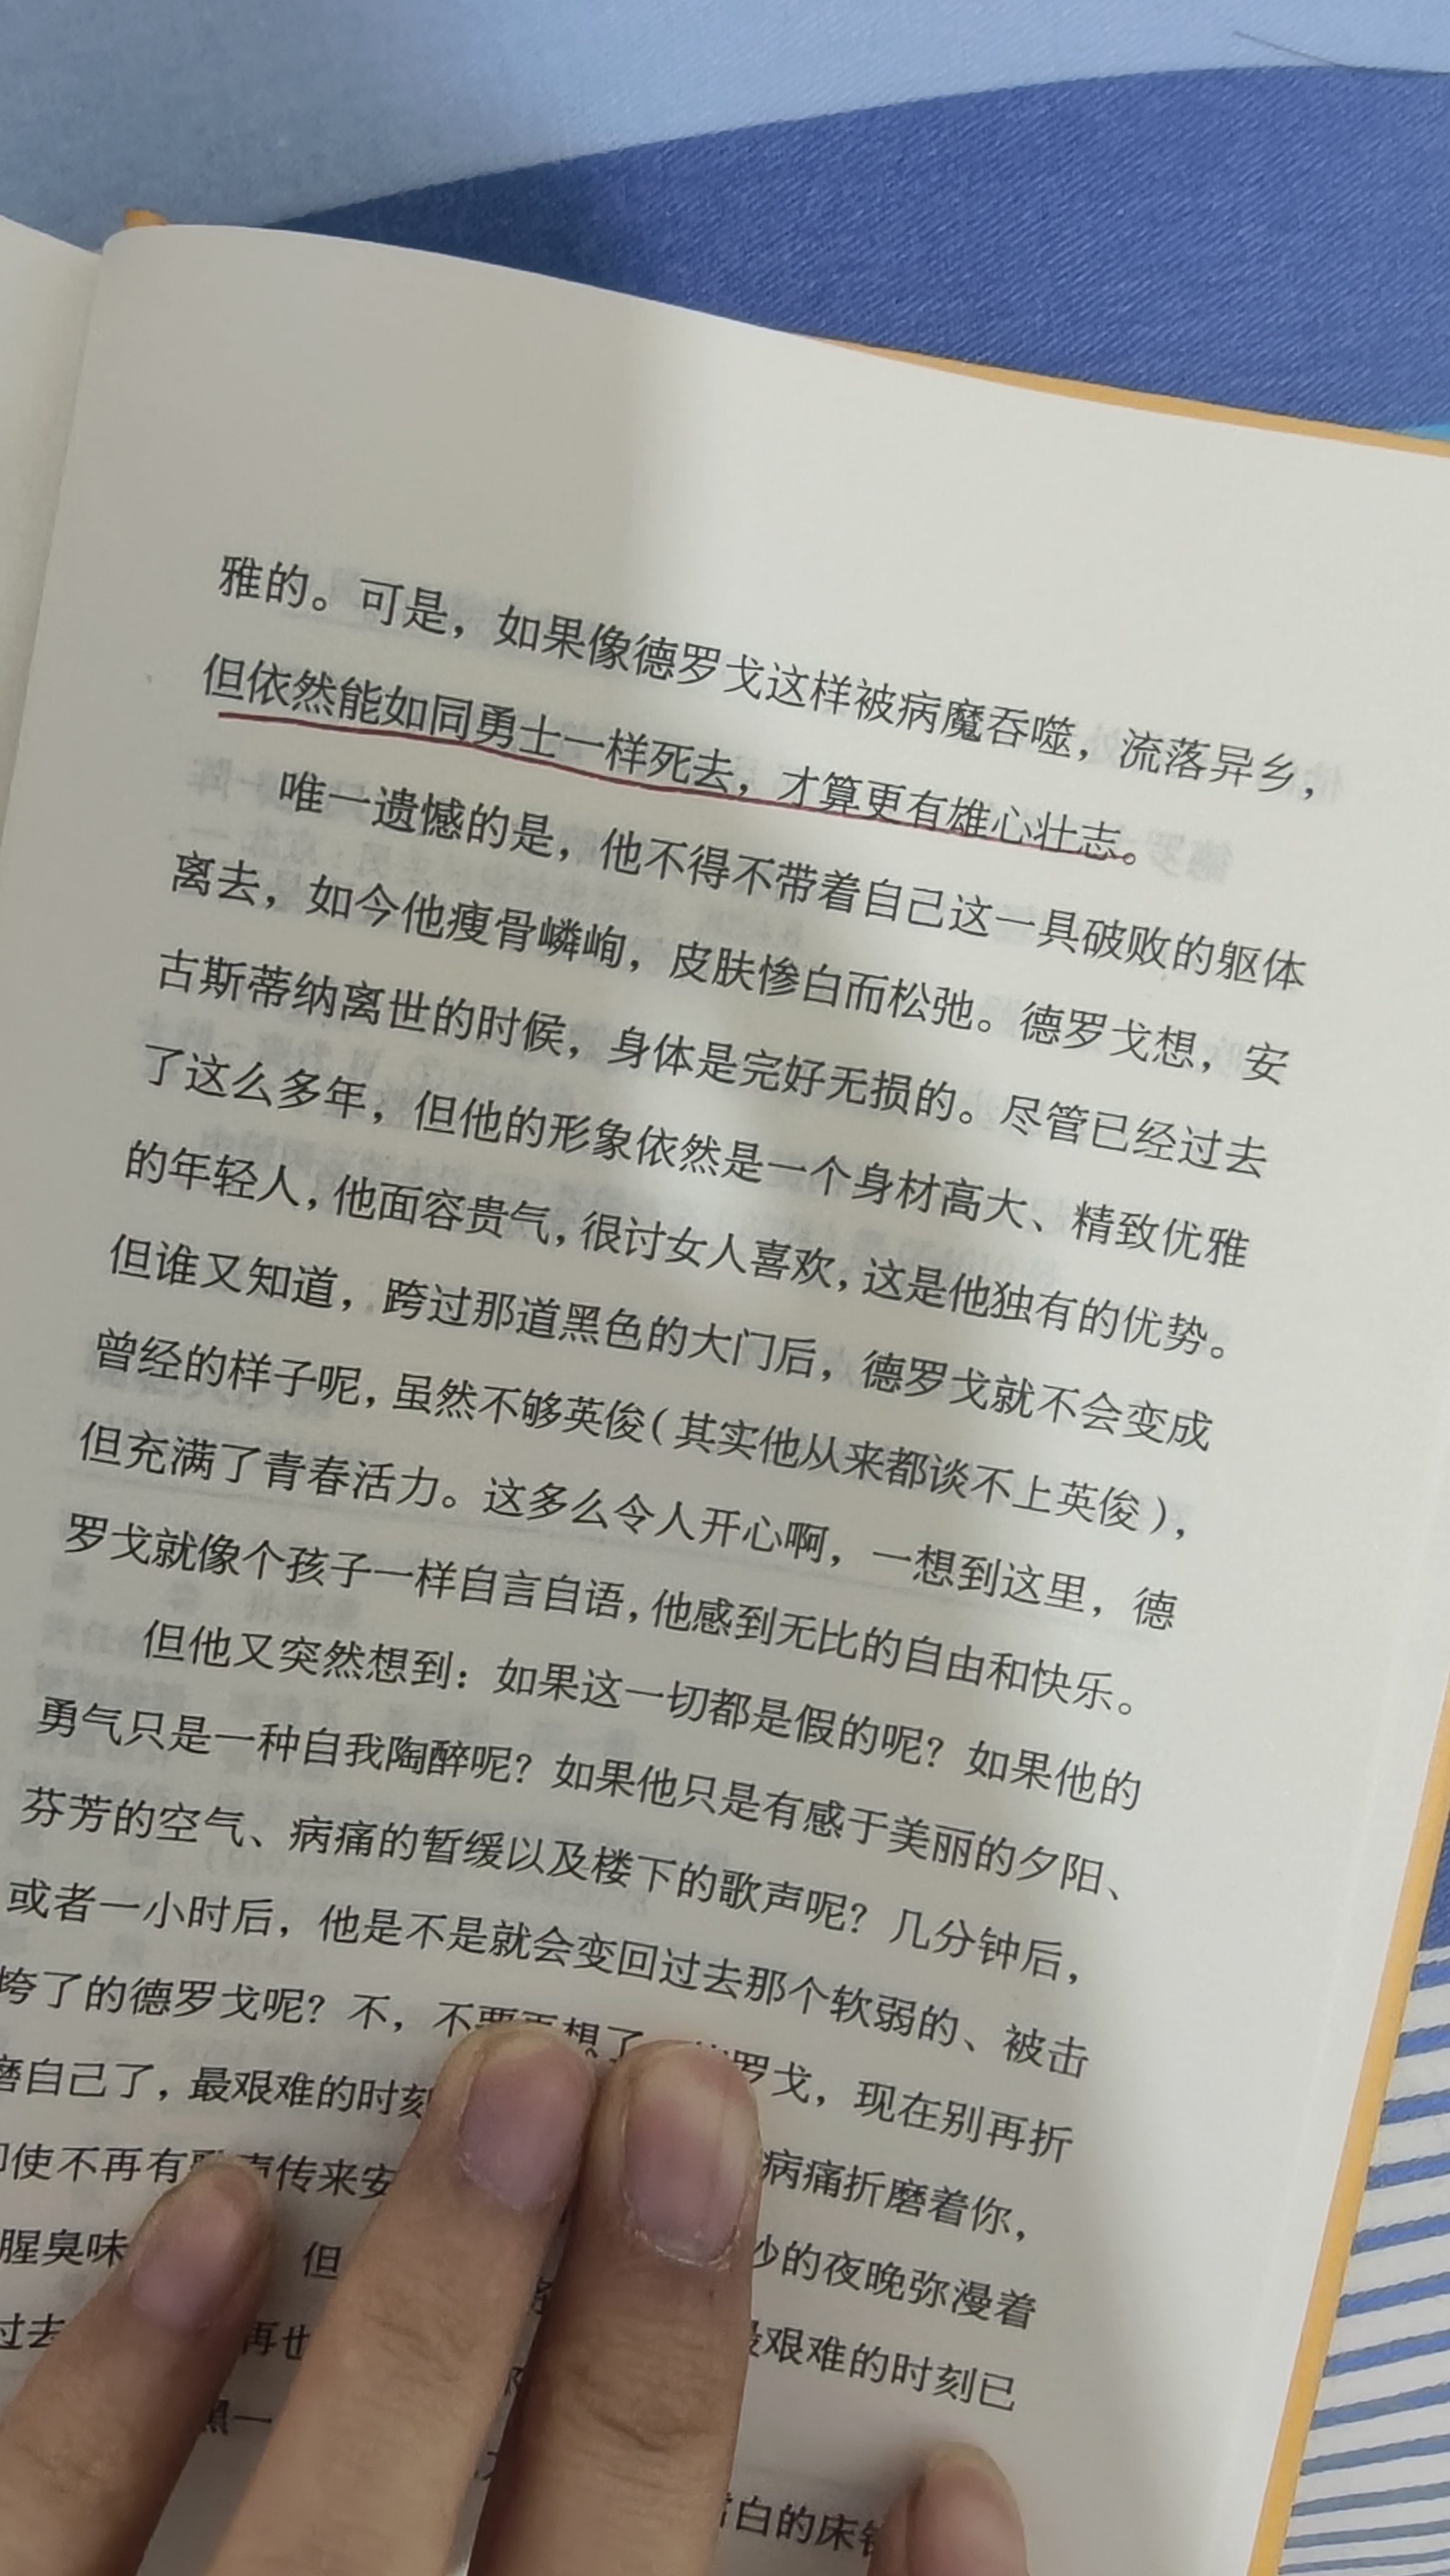 雅的。可是，如果像德罗戈这样被病魔吞噬，流落异乡，
但依然能如同勇士一样死去，才算更有雄心壮志。
唯一遗憾的是，他不得不带着自己这一具破败的躯体
离去，如今他瘦骨嶙峋，皮肤惨白而松弛。德罗戈想，安
古斯蒂纳离世的时候，身体是完好无损的。尽管已经过去
了这么多年，但他的形象依然是一个身材高大、精致优雅
的年轻人，他面容贵气，很讨女人喜欢，这是他独有的优势。
但谁又知道，跨过那道黑色的大门后，德罗戈就不会变成
曾经的样子呢，虽然不够英俊（其实他从来都谈不上英俊），
但充满了青春活力。这多么令人开心啊，一想到这里，德
罗戈就像个孩子一样自言自语，他感到无比的自由和快乐。
但他又突然想到：如果这一切都是假的呢？如果他的
勇气只是一种自我陶醉呢？如果他只是有感于美丽的夕阳、
芬芳的空气、病痛的暂缓以及楼下的歌声呢？几分钟后，
或者一小时后，他是不是就会变回过去那个软弱的、被击
垮了的德罗戈呢？不，不要再想了 罗戈，现在别再折
磨自己了，最艰难的时刻 病痛折磨着你，
使不再有歌声传来安 的夜晚弥漫着
腥臭味 但 最艰难的时刻已
过去 再也
黑一 白的床